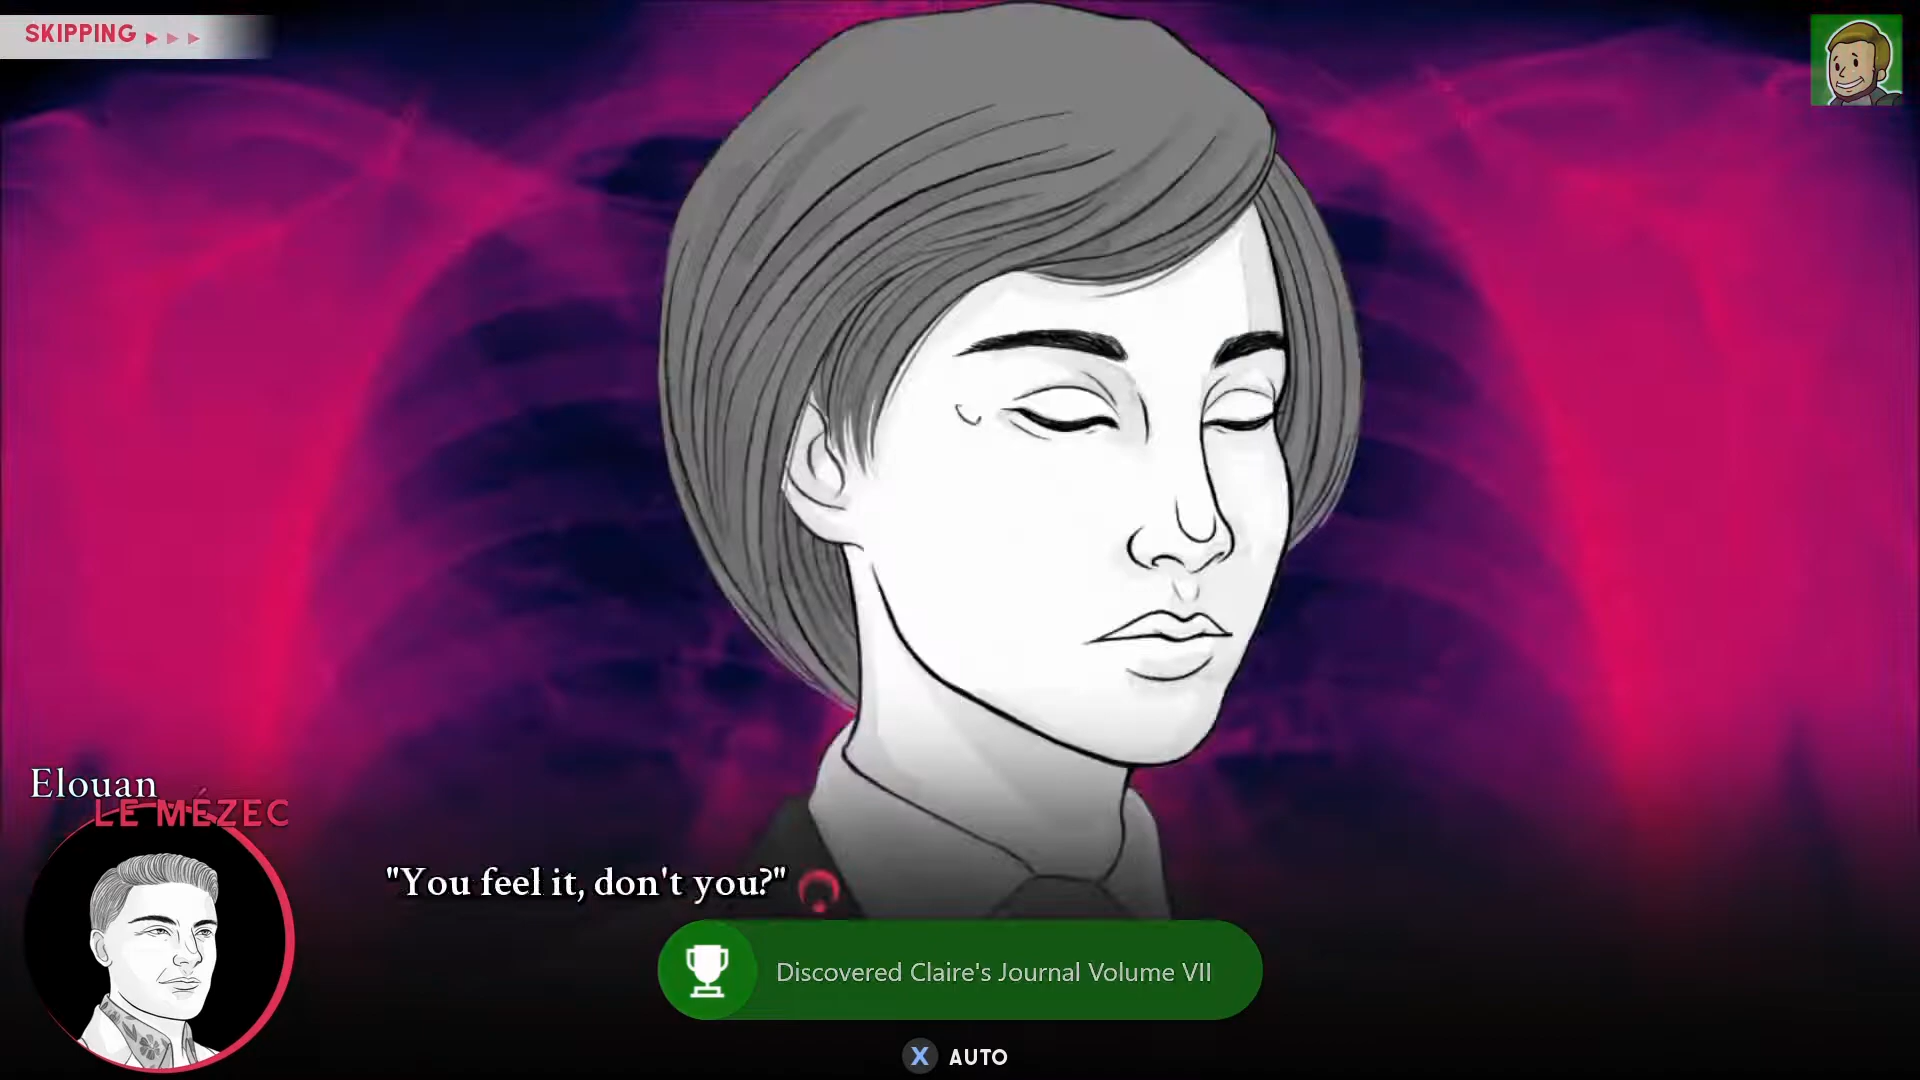 SKIPPING
Elouan
LE MÉZEC
"You feel it, don't you?"
Discovered Claire's Journal Volume VII
X AUTO